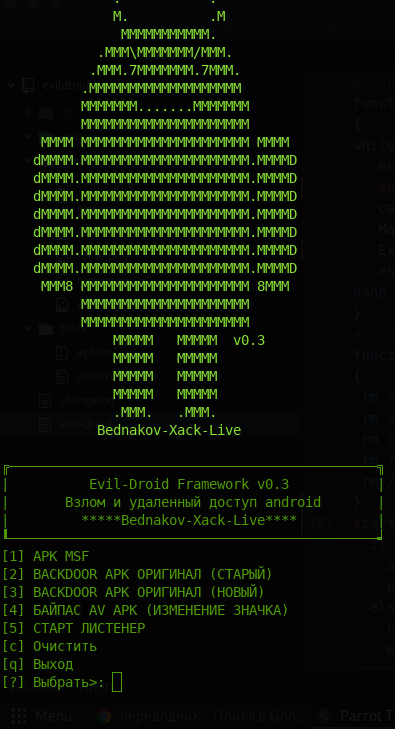 .           .
M.          .M
MMMMMMMMMMM.
.MMM\MMMMMMM/MMM.
.MMM.7MMMMMMM.7MMM.
.MMMMMMMMMMMMMMMMMMM
MMMMMMM.......MMMMMMM
MMMMMMMMMMMMMMMMMMMMM
MMMM MMMMMMMMMMMMMMMMMMMMM MMMM
dMMMM.MMMMMMMMMMMMMMMMMMMMM.MMMMD
dMMMM.MMMMMMMMMMMMMMMMMMMMM.MMMMD
dMMMM.MMMMMMMMMMMMMMMMMMMMM.MMMMD
dMMMM.MMMMMMMMMMMMMMMMMMMMM.MMMMD
dMMMM.MMMMMMMMMMMMMMMMMMMMM.MMMMD
dMMMM.MMMMMMMMMMMMMMMMMMMMM.MMMMD
dMMMM.MMMMMMMMMMMMMMMMMMMMM.MMMMD
MMM8 MMMMMMMMMMMMMMMMMMMMM 8MMM
MMMMMMMMMMMMMMMMMMMMM
MMMMMMMMMMMMMMMMMMMMM
MMMMM   MMMMM  v0.3
MMMMM   MMMMM
MMMMM   MMMMM
MMMMM   MMMMM
.MMM.   .MMM.
Bednakov-Xack-Live
Evil-Droid Framework v0.3
Взлом и удаленный доступ android
*****Bednakov-Xack-Live****
[1] APK MSF
[2] BACKDOOR APK ОРИГИНАЛ (СТАРЫЙ)
[3] BACKDOOR APK ОРИГИНАЛ (НОВЫЙ)
[4] БАЙПАС AV APK (ИЗМЕНЕНИЕ ЗНАЧКА)
[5] СТАРТ ЛИСТЕНЕР
[c] Очистить
[q] Выход
[?] Выбрать>:
Menu
переводчик - Поиск в Goo...
Parrot T